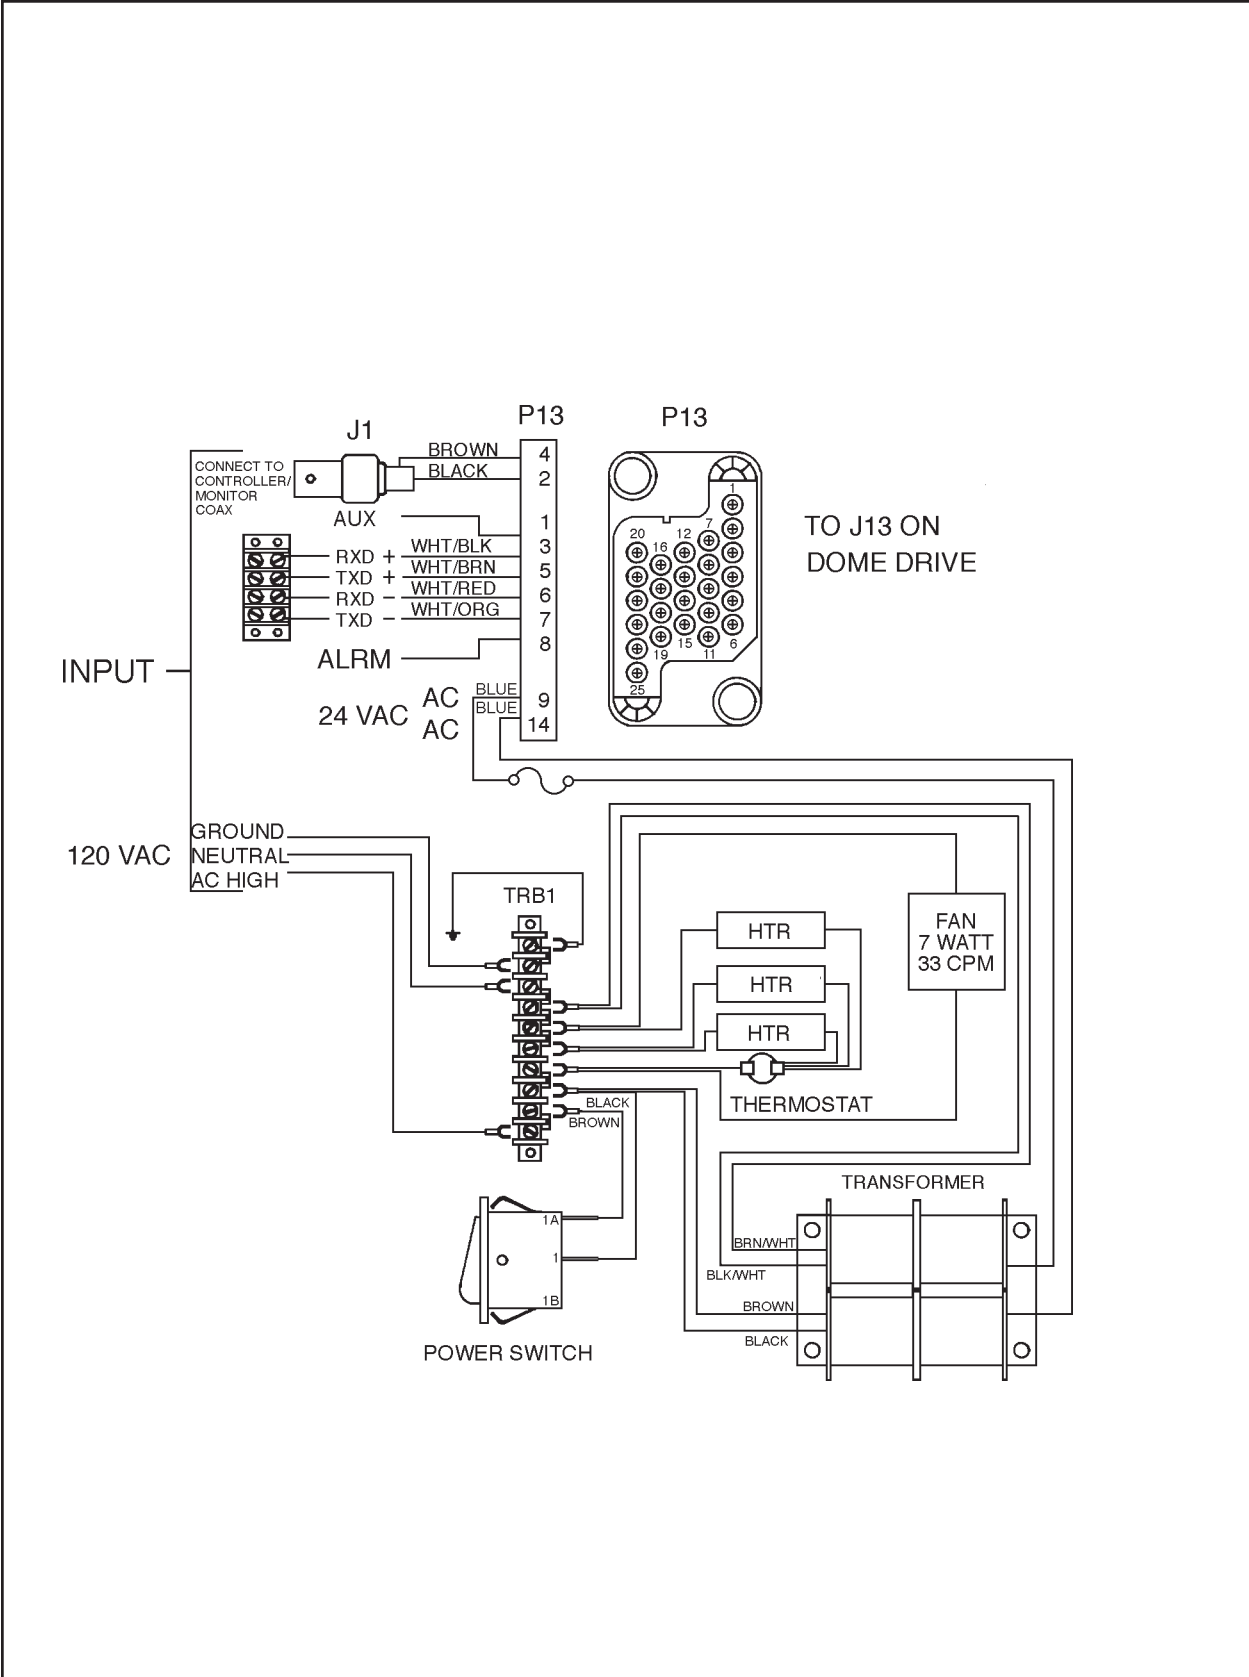 P13
P13
J1
CONNECT TO
CONTROLLER/
MONITOR
COAX
BROWN
BLACK
4
2
AUX
1
RXD + WHT/BLK 3
TXD + WHT/BRN 5
RXD − WHT/RED 6
TXD − WHT/ORG 7
ALRM
8
24 VAC
AC
AC
BLUE
BLUE
9
14
1
7
12
16
20
6
11
15
19
25
TO J13 ON
DOME DRIVE
INPUT
120 VAC
GROUND
NEUTRAL
AC HIGH
TRB1
HTR
HTR
HTR
FAN
7 WATT
33 CPM
THERMOSTAT
BLACK
BROWN
1A
1
1B
POWER SWITCH
TRANSFORMER
BRN/WHT
BLK/WHT
BROWN
BLACK